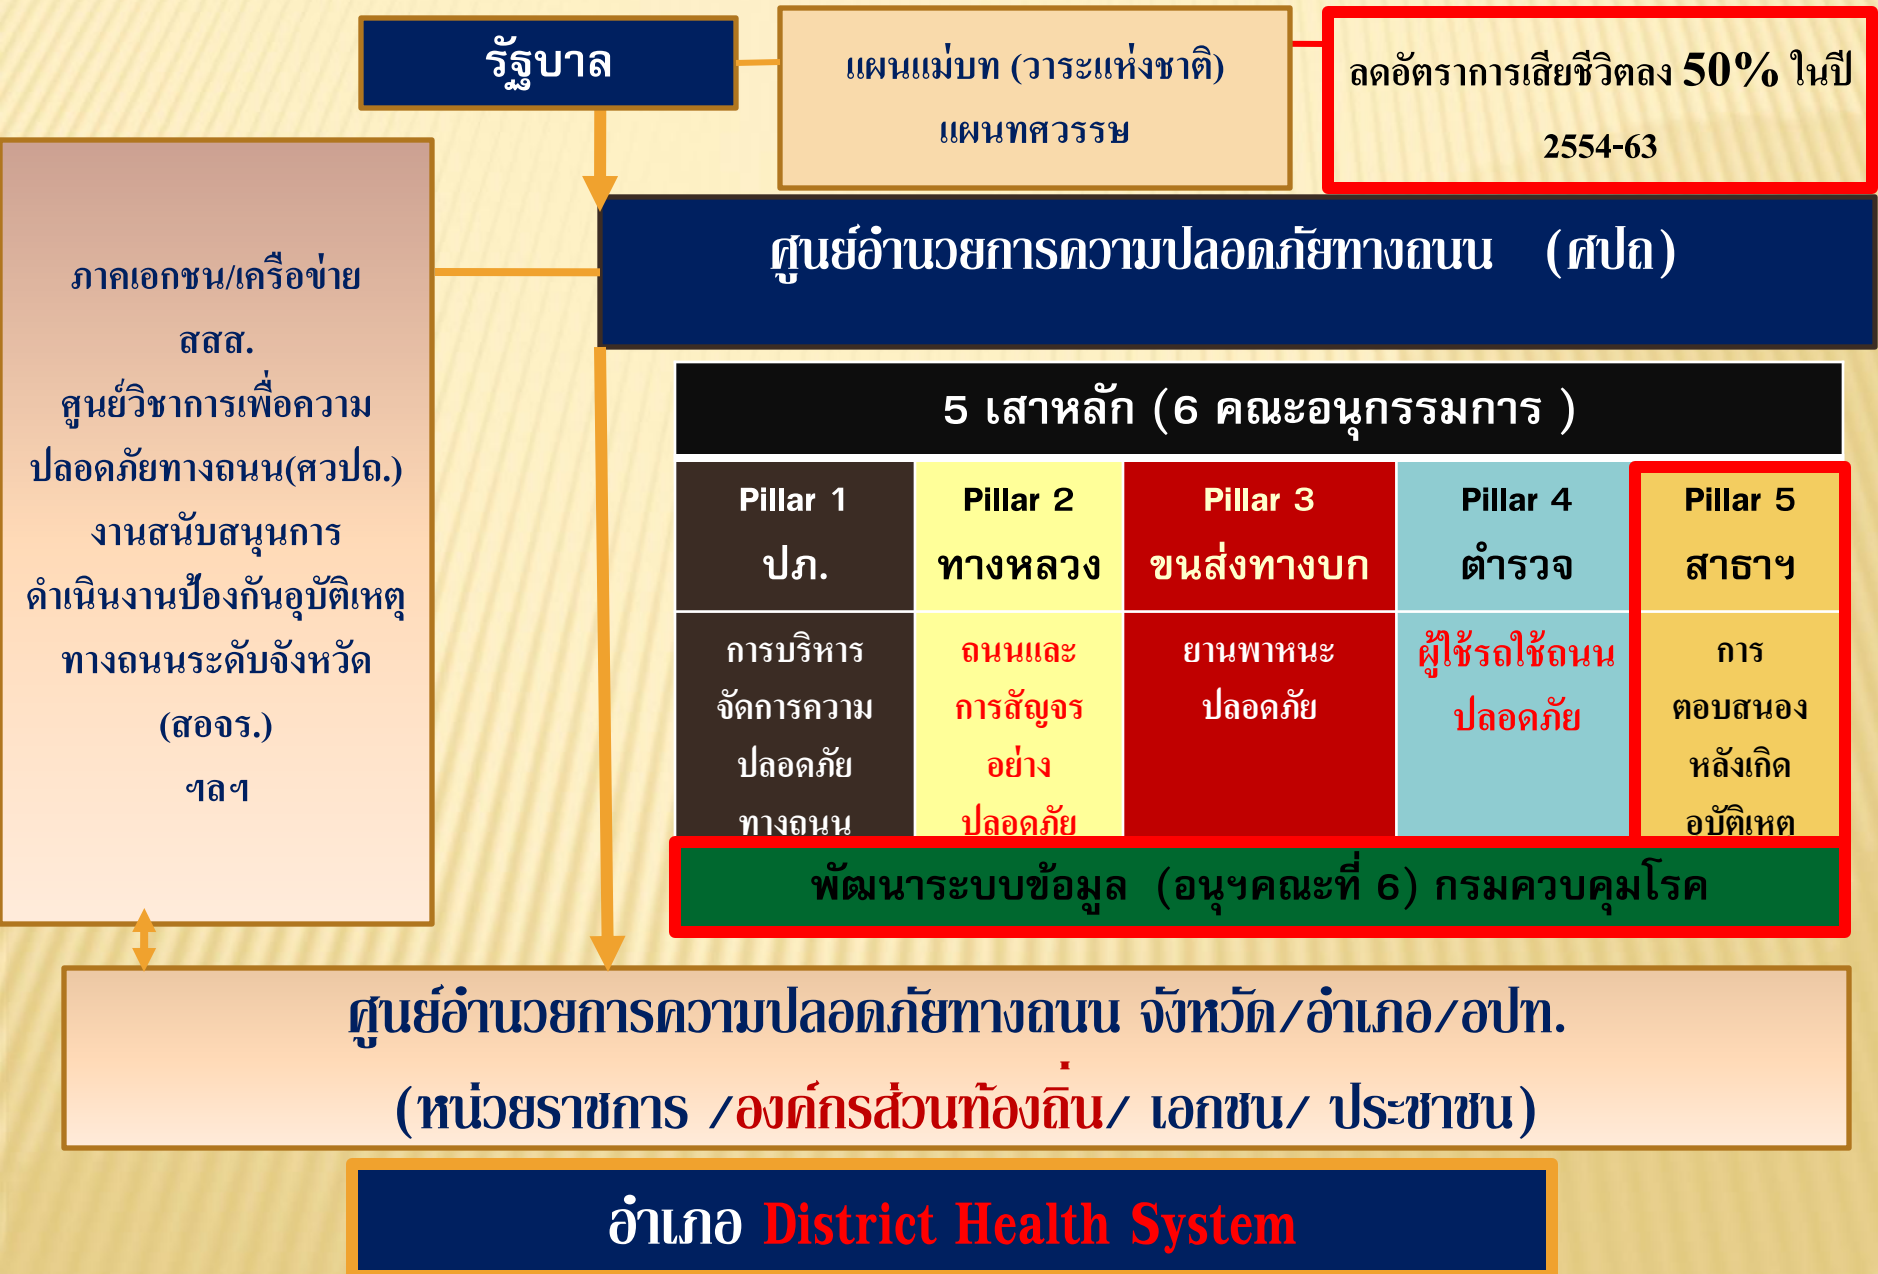 รัฐบาล
แผนแม่บท (วาระแห่งชาติ)
แผนทศวรรษ
ลดอัตราการเสียชีวิตลง 50% ในปี
2554-63
ภาคเอกชน/เครือข่าย
สสส.
ศูนย์วิชาการเพื่อความ
ปลอดภัยทางถนน(ศวปถ.)
งานสนับสนุนการ
ดำเนินงานป้องกันอุบัติเหตุ
ทางถนนระดับจังหวัด
(สอจร.)
ฯลฯ
ศูนย์อำนวยการความปลอดภัยทางถนน (ศปถ)
5 เสาหลัก (6 คณะอนุกรรมการ )
Pillar 1
ปภ.
การบริหาร
จัดการความ
ปลอดภัย
ทางถนน
Pillar 2
ทางหลวง
ถนนและ
การสัญจร
อย่าง
ปลอดภัย
Pillar 3
ขนส่งทางบก
ยานพาหนะ
ปลอดภัย
Pillar 4
ตำรวจ
ผู้ใช้รถใช้ถนน
ปลอดภัย
Pillar 5
สาธาฯ
การ
ตอบสนอง
หลังเกิด
อุบัติเหตุ
พัฒนาระบบข้อมูล (อนุฯคณะที่ 6) กรมควบคุมโรค
ศูนย์อำนวยการความปลอดภัยทางถนน จังหวัด/อำเภอ/อปท.
(หน่วยราชการ /องค์กรส่วนท้องถิ่น/ เอกชน/ ประชาชน)
อำเภอ District Health System